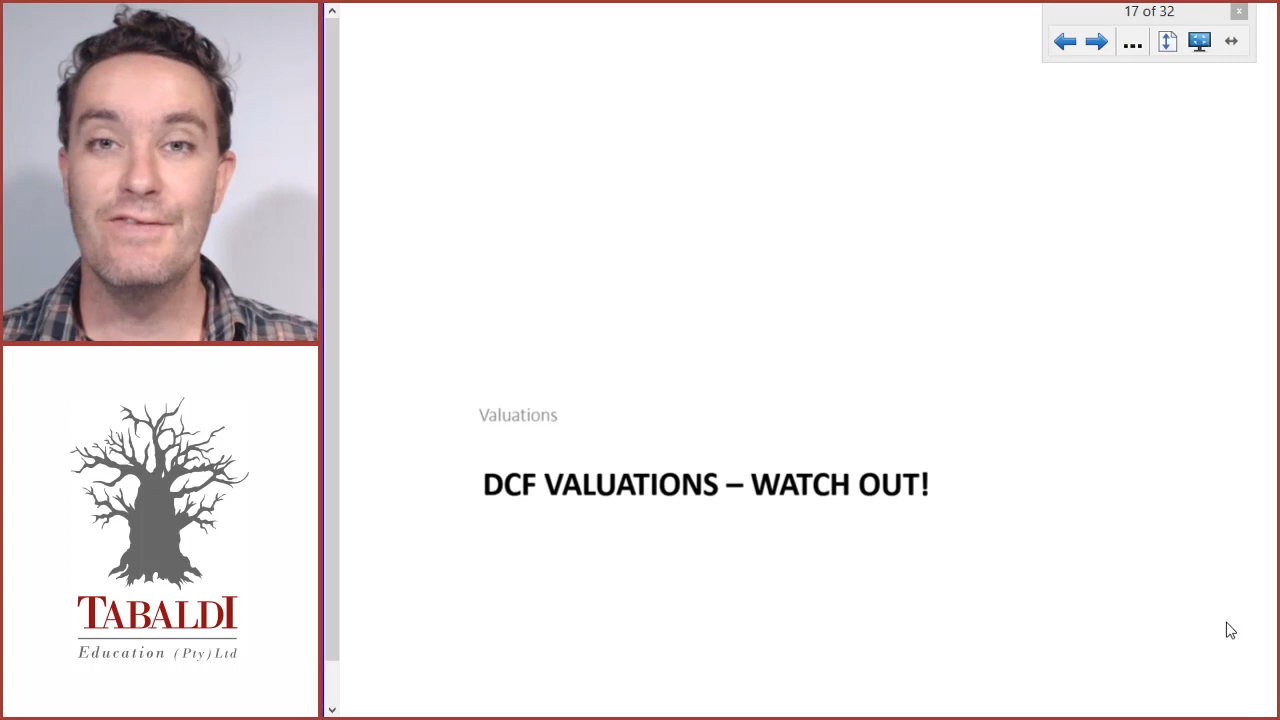 17 of 32
Valuations
DCF VALUATIONS – WATCH OUT!
TABALDI
Education (Pty) Ltd